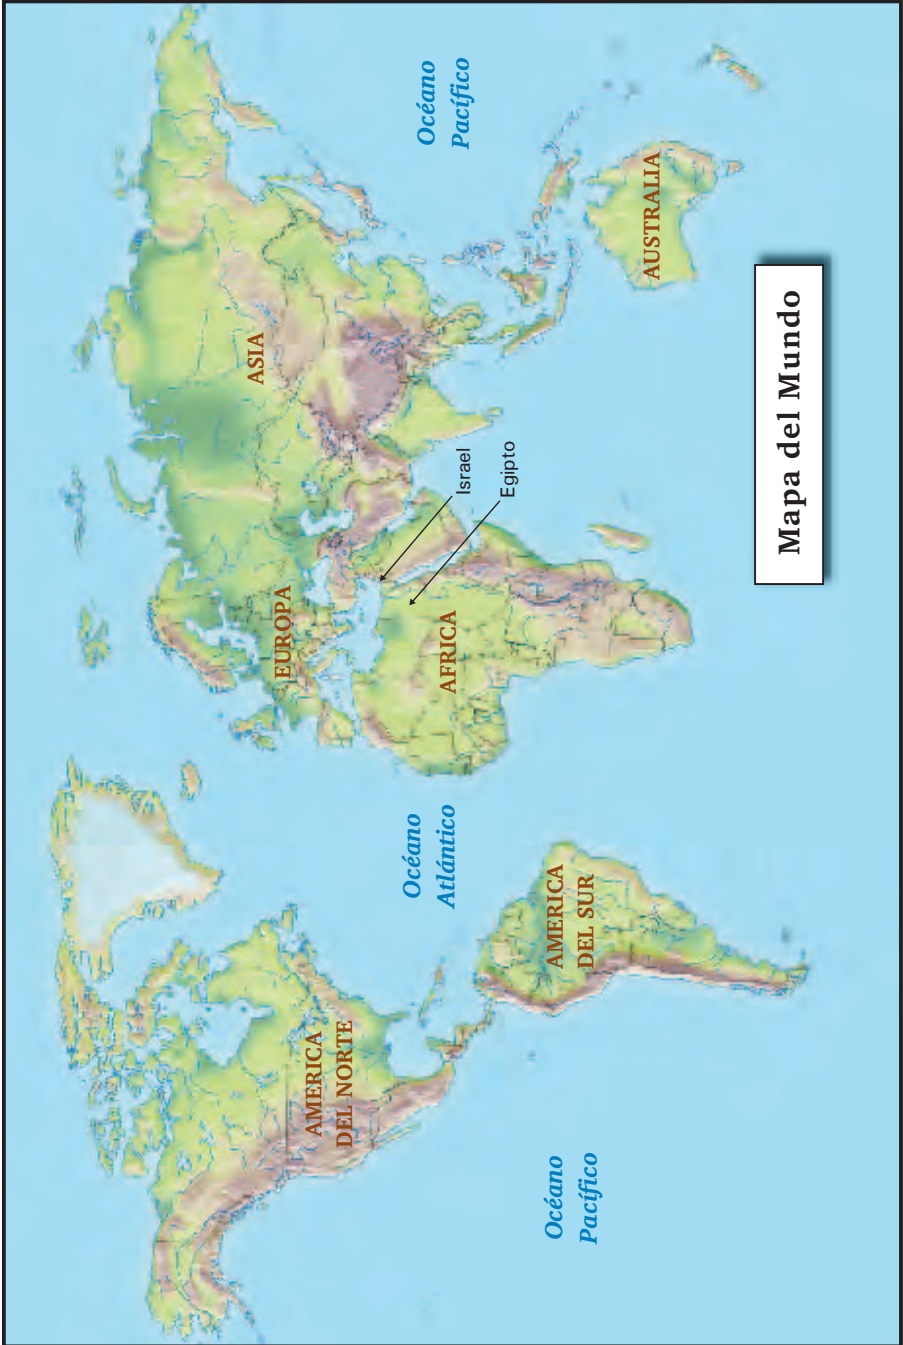 AMERICA
DEL NORTE
Océano
Pacífico
Océano
Atlántico
AMERICA
DEL SUR
EUROPA
AFRICA
Israel
Egipto
ASIA
Océano
Pacífico
AUSTRALIA
Mapa del Mundo